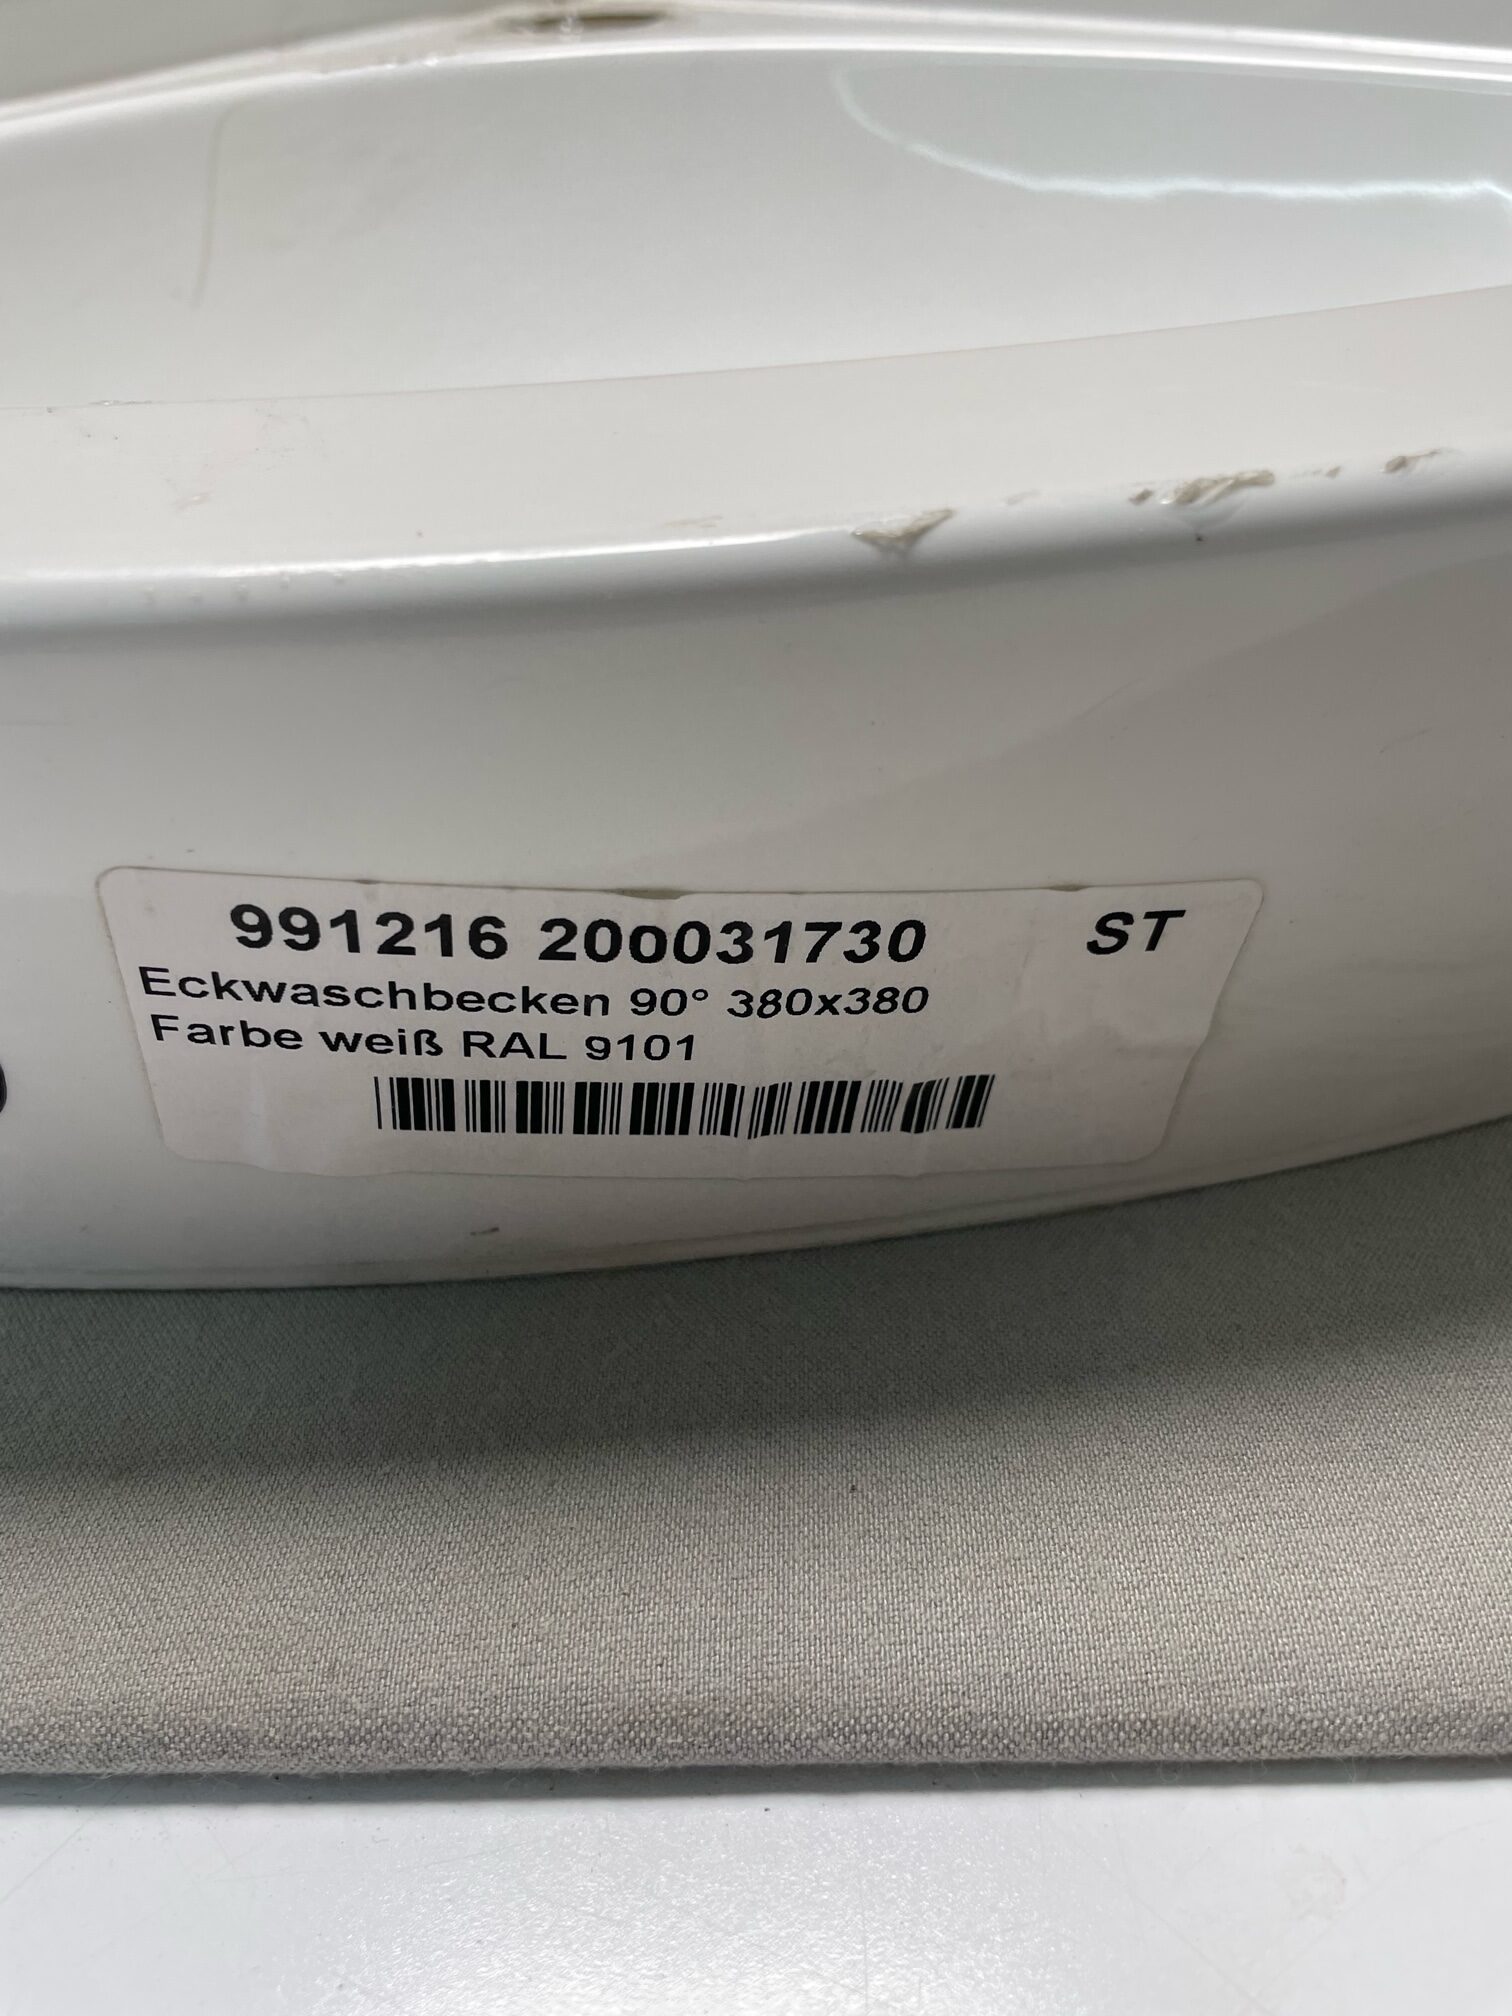 991216 200031730 ST
Eckwaschbecken 90° 380x380
Farbe weiß RAL 9101